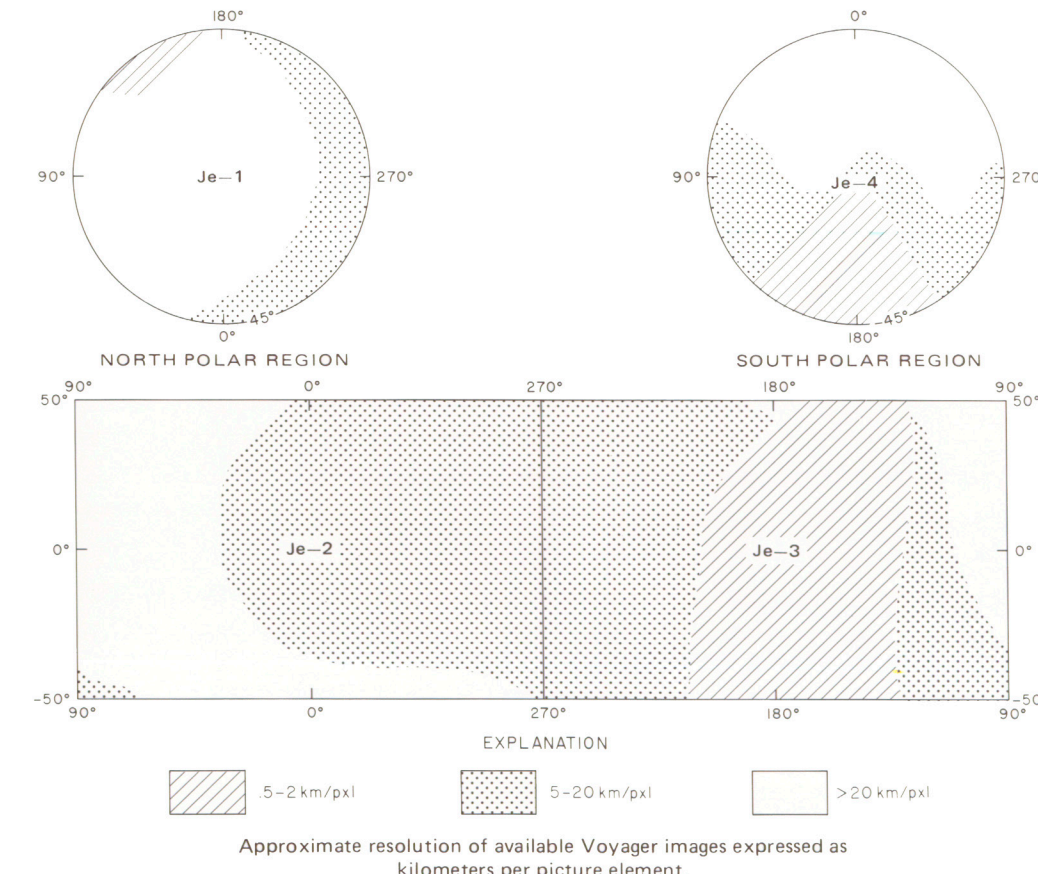 180° 0°
90° Je-1 270° 90° Je-4 270°
45° 45°
0° 180°
NORTH POLAR REGION SOUTH POLAR REGION
90° 0° 270° 180° 90°
50° 50°
0° Je-2 Je-3 0°
-50° -50°
90° 0° 270° 180° 90°
EXPLANATION
.5-2 km/pxl 5-20 km/pxl >20 km/pxl
Approximate resolution of available Voyager images expressed as
kilometers per picture element